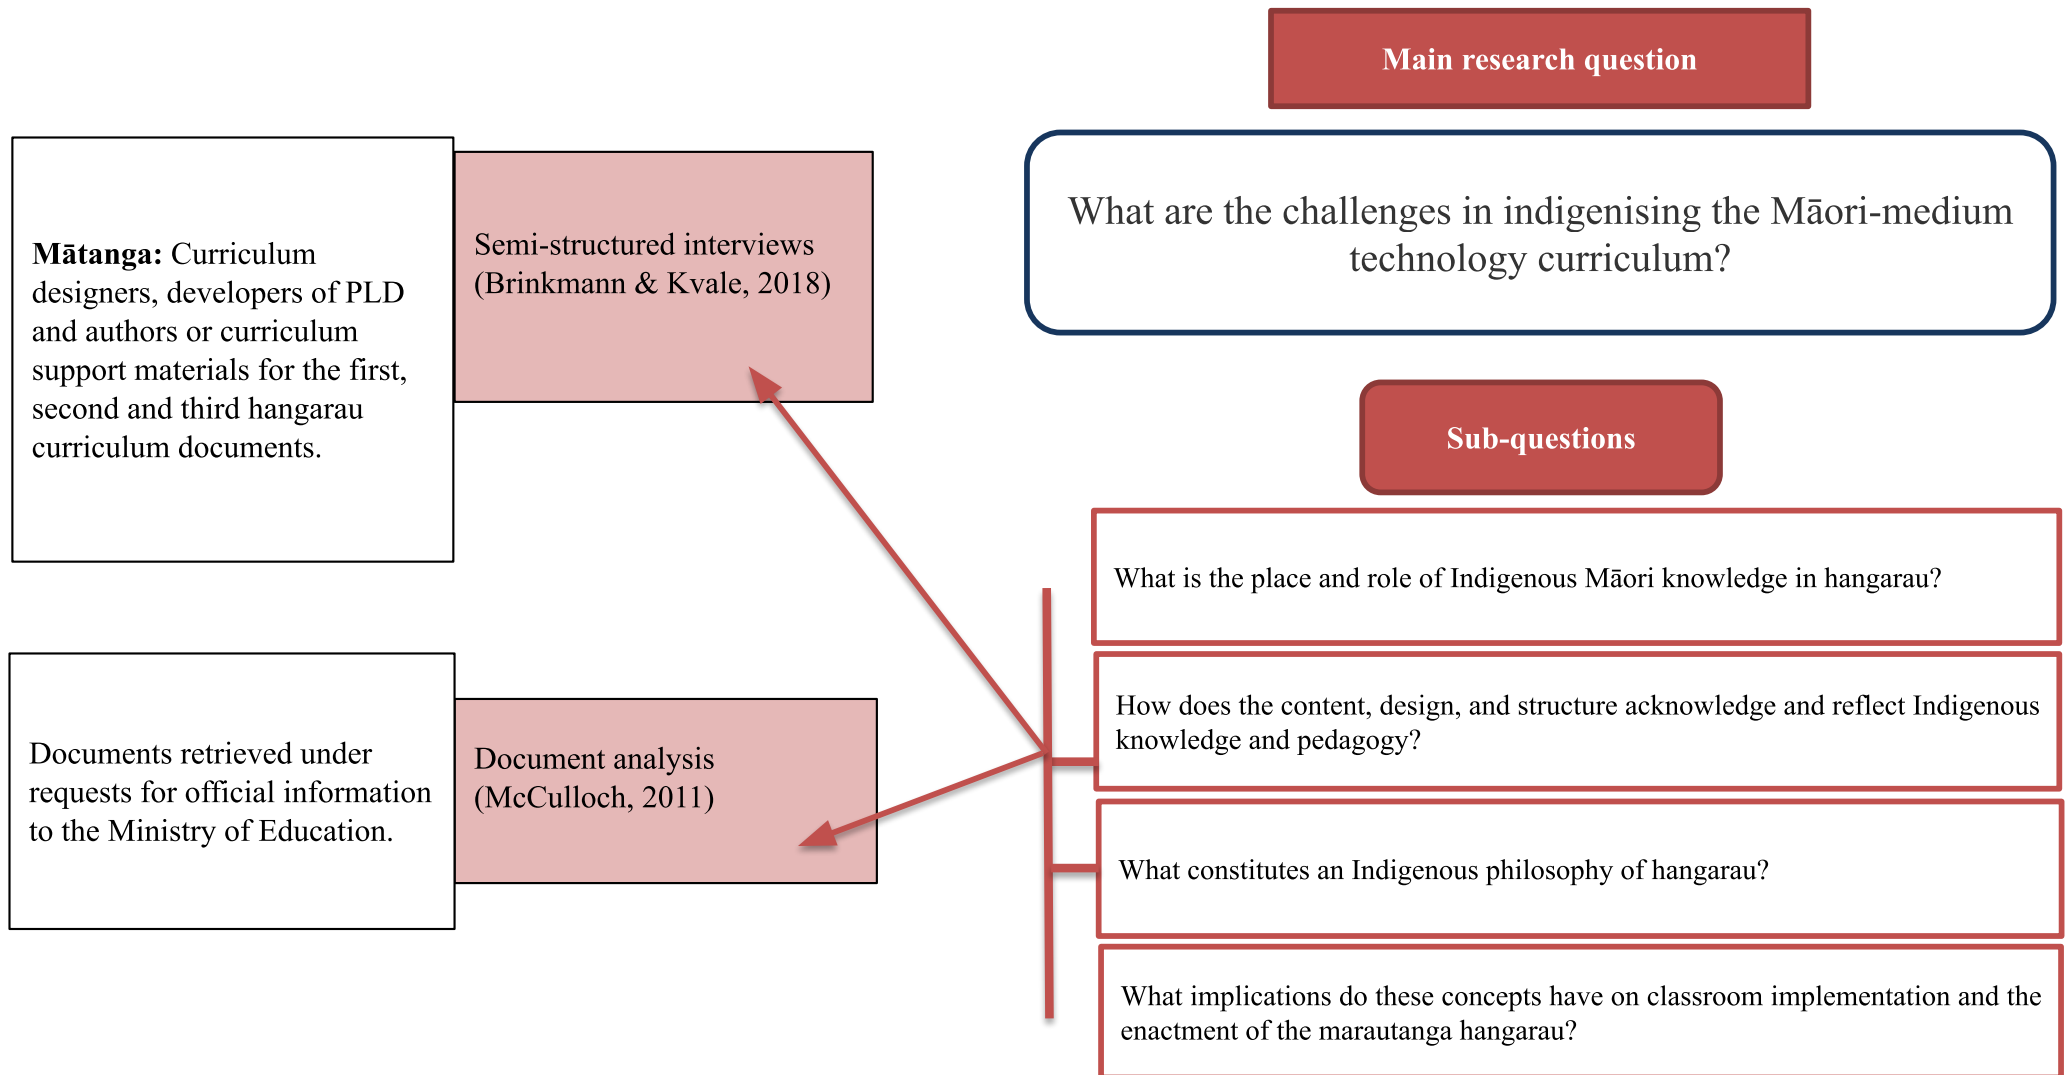 Main research question
What are the challenges in indigenising the Māori-medium
technology curriculum?
Mātanga: Curriculum
designers, developers of PLD
and authors or curriculum
support materials for the first,
second and third hangarau
curriculum documents.
Semi-structured interviews
(Brinkmann & Kvale, 2018)
Sub-questions
What is the place and role of Indigenous Māori knowledge in hangarau?
How does the content, design, and structure acknowledge and reflect Indigenous
knowledge and pedagogy?
What constitutes an Indigenous philosophy of hangarau?
What implications do these concepts have on classroom implementation and the
enactment of the marautanga hangarau?
Documents retrieved under
requests for official information
to the Ministry of Education.
Document analysis
(McCulloch, 2011)